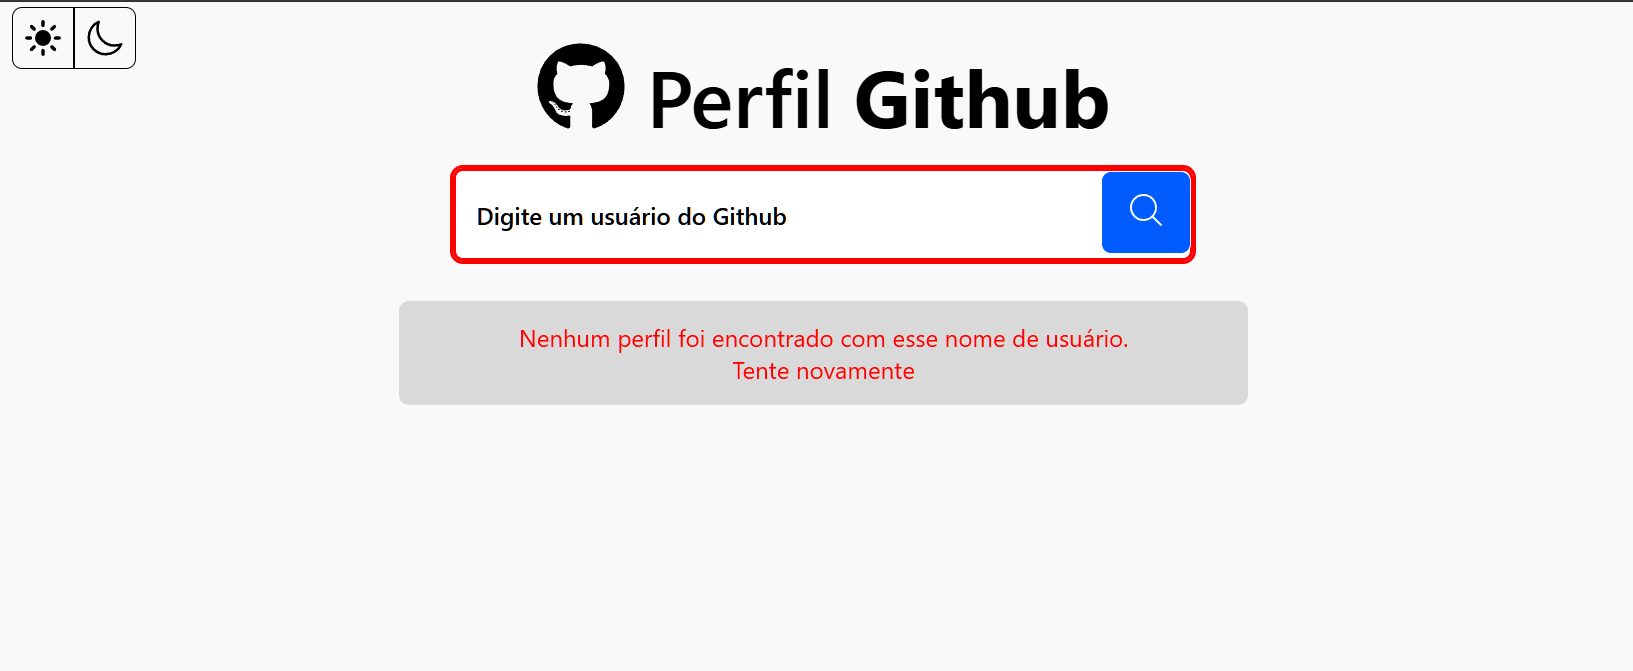 Perfil Github
Digite um usuário do Github
Nenhum perfil foi encontrado com esse nome de usuário.
Tente novamente